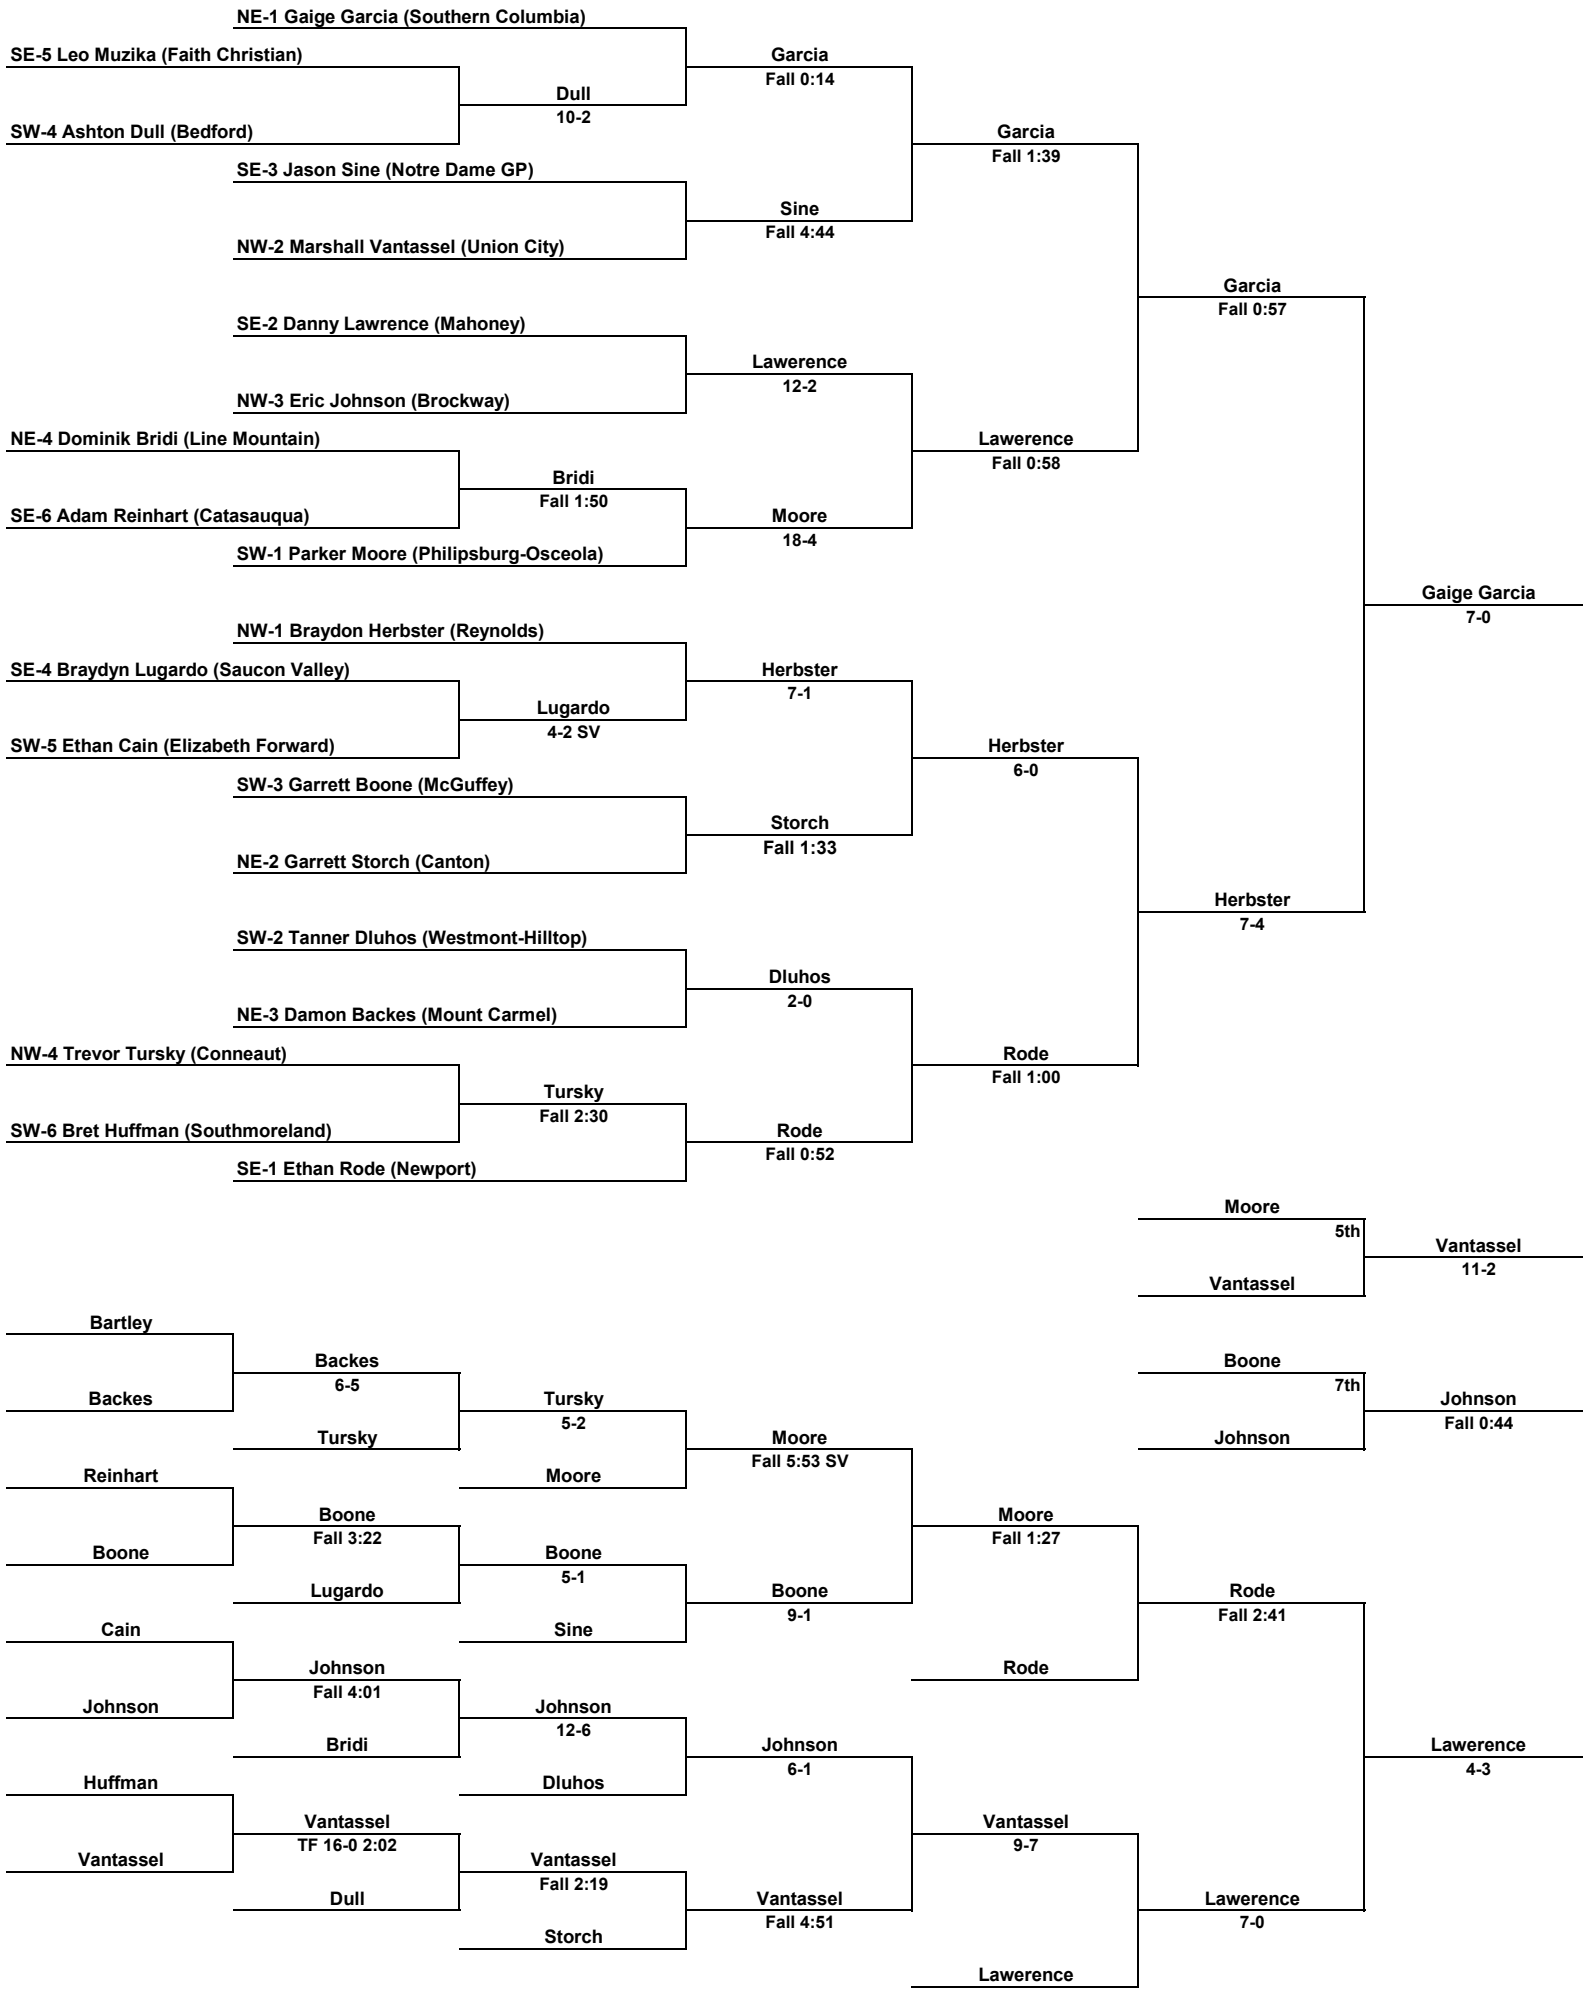 NE-1 Gaige Garcia (Southern Columbia)
SE-5 Leo Muzika (Faith Christian)
Garcia
Fall 0:14
Dull
10-2
SW-4 Ashton Dull (Bedford)
Garcia
Fall 1:39
SE-3 Jason Sine (Notre Dame GP)
Sine
Fall 4:44
NW-2 Marshall Vantassel (Union City)
Garcia
Fall 0:57
SE-2 Danny Lawrence (Mahoney)
Lawerence
12-2
NW-3 Eric Johnson (Brockway)
NE-4 Dominik Bridi (Line Mountain)
Lawerence
Fall 0:58
Bridi
Fall 1:50
SE-6 Adam Reinhart (Catasauqua)
Moore
18-4
SW-1 Parker Moore (Philipsburg-Osceola)
Gaige Garcia
7-0
NW-1 Braydon Herbster (Reynolds)
SE-4 Braydyn Lugardo (Saucon Valley)
Herbster
7-1
Lugardo
4-2 SV
SW-5 Ethan Cain (Elizabeth Forward)
Herbster
6-0
SW-3 Garrett Boone (McGuffey)
Storch
Fall 1:33
NE-2 Garrett Storch (Canton)
Herbster
7-4
SW-2 Tanner Dluhos (Westmont-Hilltop)
Dluhos
2-0
NE-3 Damon Backes (Mount Carmel)
NW-4 Trevor Tursky (Conneaut)
Rode
Fall 1:00
Tursky
Fall 2:30
SW-6 Bret Huffman (Southmoreland)
Rode
Fall 0:52
SE-1 Ethan Rode (Newport)
Moore
5th
Vantassel
11-2
Vantassel
Bartley
Backes
6-5
Boone
7th
Backes
Tursky
5-2
Johnson
Fall 0:44
Tursky
Moore
Fall 5:53 SV
Johnson
Reinhart
Moore
Boone
Fall 3:22
Moore
Fall 1:27
Boone
Boone
5-1
Lugardo
Boone
9-1
Rode
Fall 2:41
Cain
Sine
Johnson
Fall 4:01
Rode
Johnson
Johnson
12-6
Bridi
Johnson
6-1
Lawerence
4-3
Huffman
Dluhos
Vantassel
TF 16-0 2:02
Vantassel
9-7
Vantassel
Vantassel
Fall 2:19
Dull
Vantassel
Fall 4:51
Lawerence
7-0
Storch
Lawerence